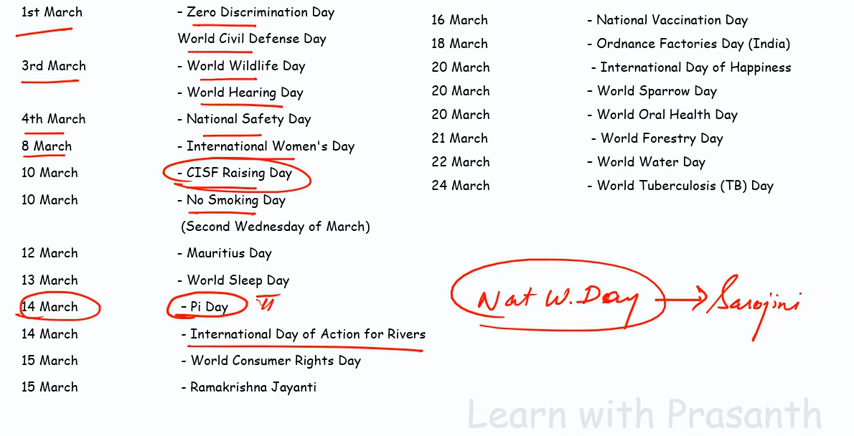 1st March - Zero Discrimination Day
World Civil Defense Day
3rd March - World Wildlife Day
- World Hearing Day
4th March - National Safety Day
8 March - International Women's Day
10 March - CISF Raising Day
10 March - No Smoking Day
(Second Wednesday of March)
12 March - Mauritius Day
13 March - World Sleep Day
14 March - Pi Day π
14 March - International Day of Action for Rivers
15 March - World Consumer Rights Day
15 March - Ramakrishna Jayanti
16 March - National Vaccination Day
18 March - Ordnance Factories Day (India)
20 March - International Day of Happiness
20 March - World Sparrow Day
20 March - World Oral Health Day
21 March - World Forestry Day
22 March - World Water Day
24 March - World Tuberculosis (TB) Day
Nat W. Day → Sarojini
Learn with Prasanth